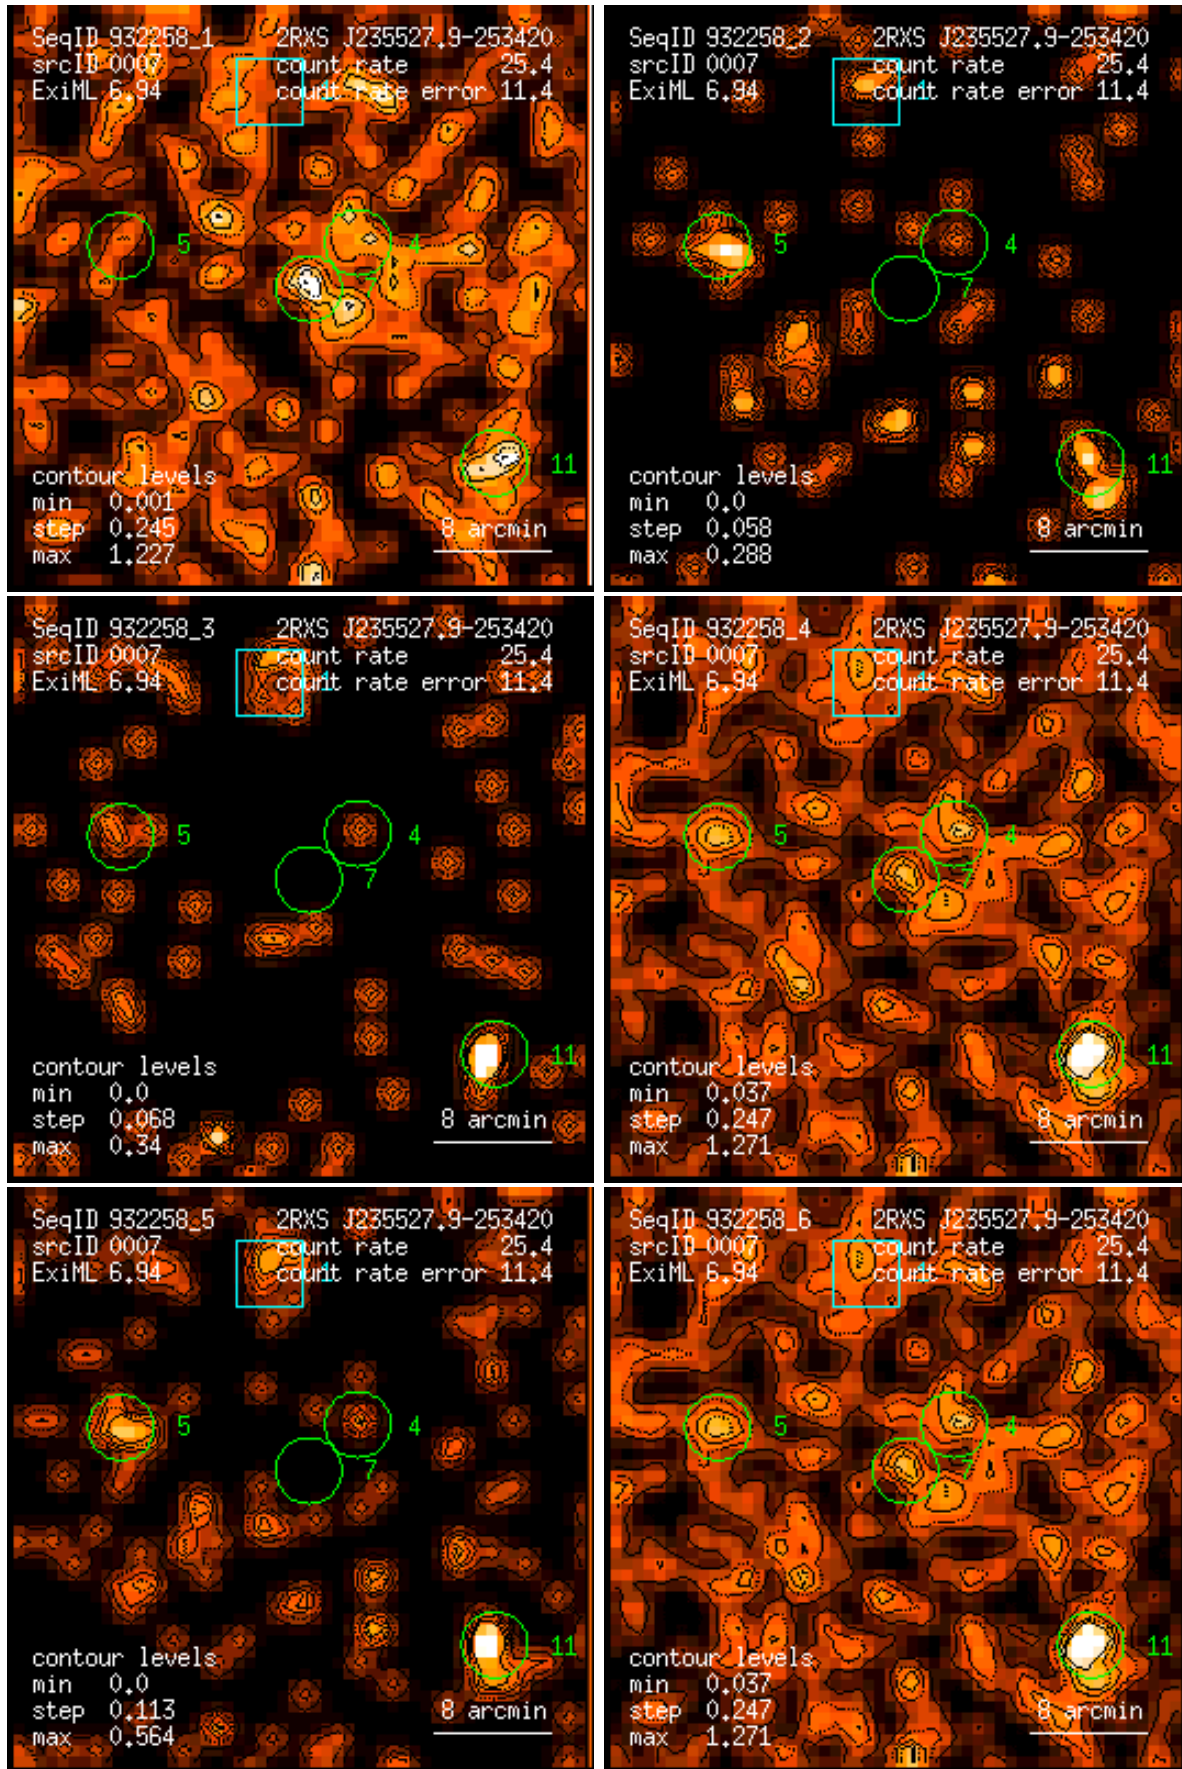 SeqID 932258_1 2RXS J235527.9-253420
srcID 0007 count rate 25.4
ExiML 6.94 count rate error 11.4
1
5
4
7
11
contour levels
min 0.001
step 0.245
max 1.227
8 arcmin
SeqID 932258_2 2RXS J235527.9-253420
srcID 0007 count rate 25.4
ExiML 6.94 count rate error 11.4
1
5
4
7
11
contour levels
min 0.0
step 0.058
max 0.288
8 arcmin
SeqID 932258_3 2RXS J235527.9-253420
srcID 0007 count rate 25.4
ExiML 6.94 count rate error 11.4
1
5
4
7
11
contour levels
min 0.0
step 0.068
max 0.34
8 arcmin
SeqID 932258_4 2RXS J235527.9-253420
srcID 0007 count rate 25.4
ExiML 6.94 count rate error 11.4
1
5
4
7
11
contour levels
min 0.037
step 0.247
max 1.271
8 arcmin
SeqID 932258_5 2RXS J235527.9-253420
srcID 0007 count rate 25.4
ExiML 6.94 count rate error 11.4
1
5
4
7
11
contour levels
min 0.0
step 0.113
max 0.564
8 arcmin
SeqID 932258_6 2RXS J235527.9-253420
srcID 0007 count rate 25.4
ExiML 6.94 count rate error 11.4
1
5
4
7
11
contour levels
min 0.037
step 0.247
max 1.271
8 arcmin